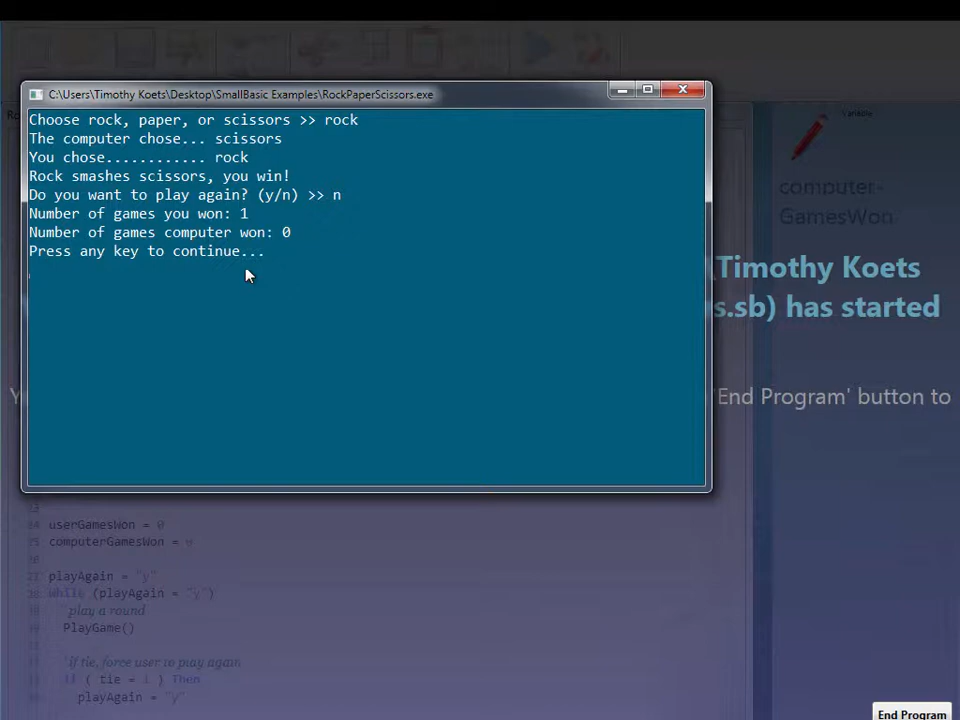 C:\Users\Timothy Koets\Desktop\SmallBasic Examples\RockPaperScissors.exe
Choose rock, paper, or scissors >> rock
The computer chose... scissors
You chose............ rock
Rock smashes scissors, you win!
Do you want to play again? (y/n) >> n
Number of games you won: 1
Number of games computer won: 0
Press any key to continue...
computer-
GamesWon
\Timothy Koets
s.sb) has started
'End Program' button to
userGamesWon = 0
computerGamesWon =
playAgain = "y"
while (playAgain = "y")
'play a round
PlayGame()
'if tie, force user to play again
if ( tie = 1 ) Then
playAgain = "y"
End Program